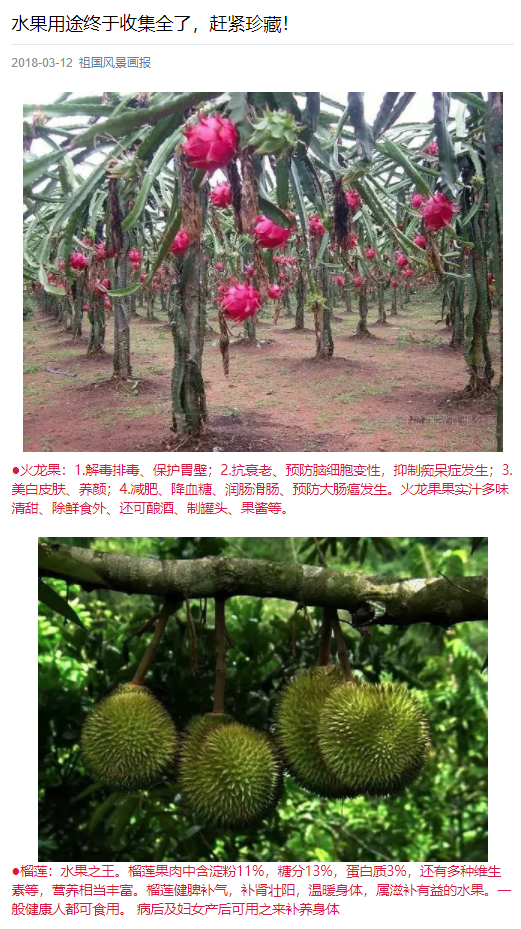 水果用途终于收集全了，赶紧珍藏！
2018-03-12 祖国风景画报
●火龙果：1.解毒排毒、保护胃壁；2.抗衰老、预防脑细胞变性，抑制痴呆症发生；3.
美白皮肤、养颜；4.减肥、降血糖、润肠滑肠、预防大肠癌发生。火龙果果实汁多味
清甜、除鲜食外、还可酿酒、制罐头、果酱等。
●榴莲：水果之王。榴莲果肉中含淀粉11%，糖分13%，蛋白质3%，还有多种维生
素等，营养相当丰富。榴莲健脾补气，补肾壮阳，温暖身体，属滋补有益的水果。一
般健康人都可食用。 病后及妇女产后可用之来补养身体